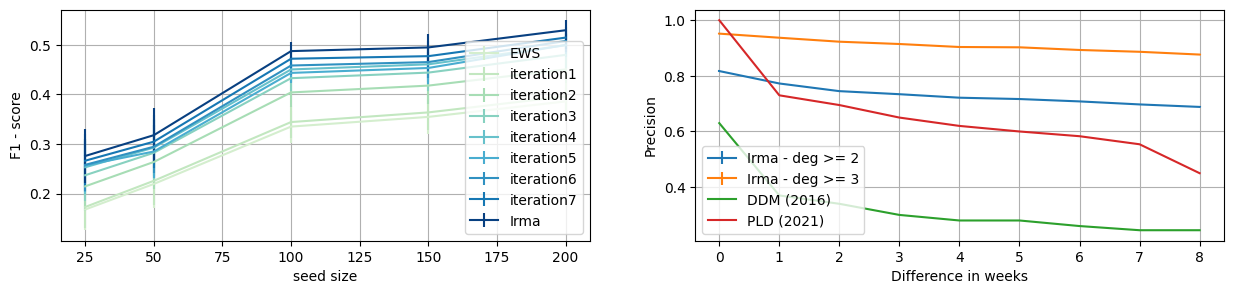 F1 - score
0.5
0.4
0.3
0.2
25
50
75
100
125
150
175
200
seed size
EWS
iteration1
iteration2
iteration3
iteration4
iteration5
iteration6
iteration7
Irma
Precision
1.0
0.8
0.6
0.4
0
1
2
3
4
5
6
7
8
Difference in weeks
Irma - deg >= 2
Irma - deg >= 3
DDM (2016)
PLD (2021)